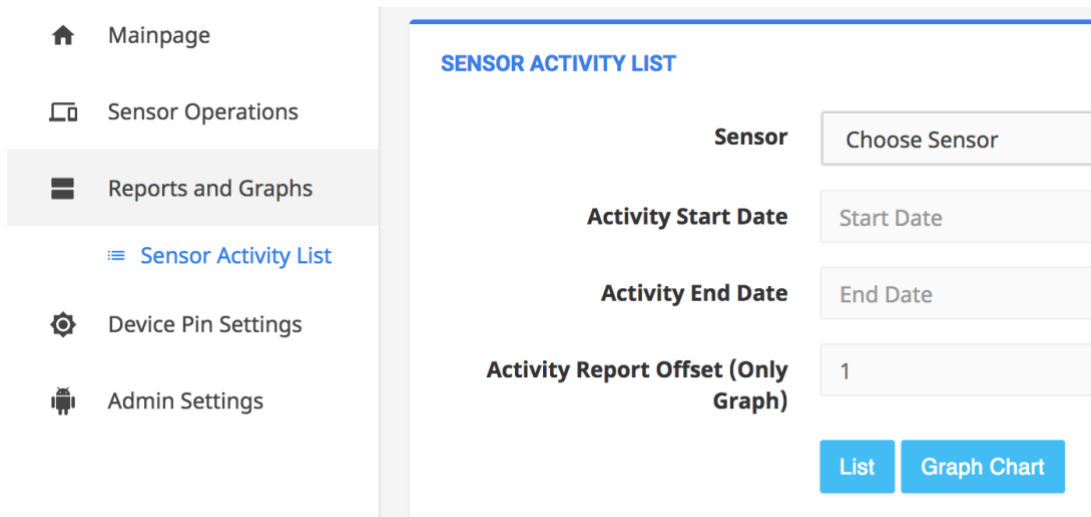 Mainpage
Sensor Operations
Reports and Graphs
Sensor Activity List
Device Pin Settings
Admin Settings
SENSOR ACTIVITY LIST
Sensor
Choose Sensor
Activity Start Date
Start Date
Activity End Date
End Date
Activity Report Offset (Only
Graph)
1
List
Graph Chart